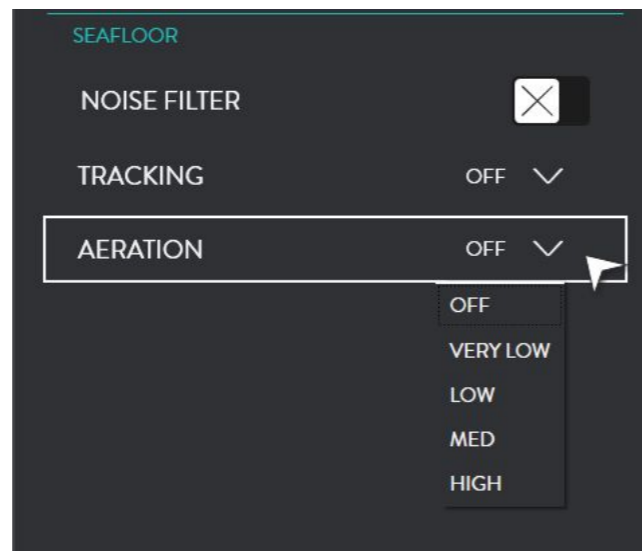 SEAFLOOR
NOISE FILTER
TRACKING OFF
AERATION OFF
OFF
VERY LOW
LOW
MED
HIGH